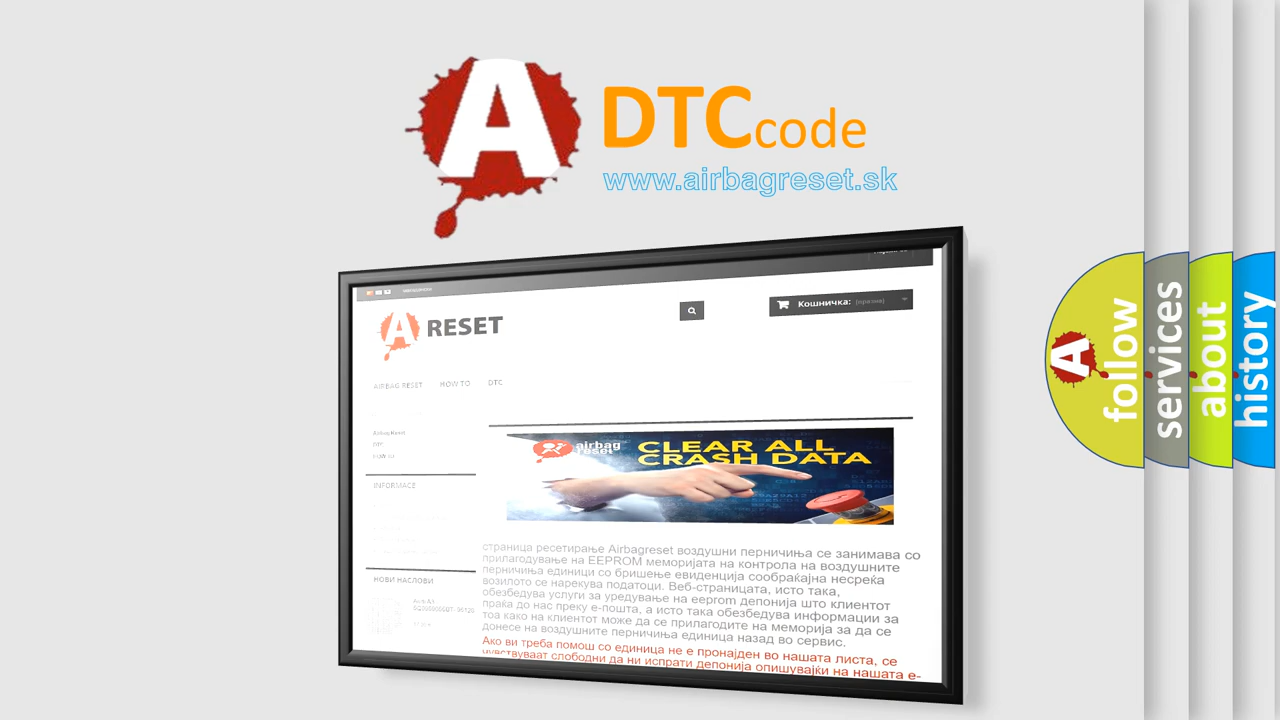 A DTC code
www.airbagreset.sk
Кошничка:
A RESET
AIRBAG RESET HOW TO DTC
Airbag Reset
DTC
INFORMACE
airbag reset
CLEAR ALL
CRASH DATA
страница ресетирање Airbagreset воздушни перничиња се занимава со
прилагодување на EEPROM меморијата на контрола на воздушните
перничиња единици со бришење евиденција сообраќајна несреќа
возилото се нарекува податоци. Веб-страницата, исто така,
обезбедува услуги за уредување на eeprom депонија што клиентот
праќа до нас преку е-пошта, а исто така обезбедува информации за
тоа како на клиентот може да се прилагодите на меморија за да се
донесе на воздушните перничиња единица назад во сервис.
Ако ви треба помош со единица не е пронајден во нашата листа, се
чувствуваат слободни да ни испрати депонија опишувајќи на нашата е-
НОВИ НАСЛОВИ
A follow
services
about
history